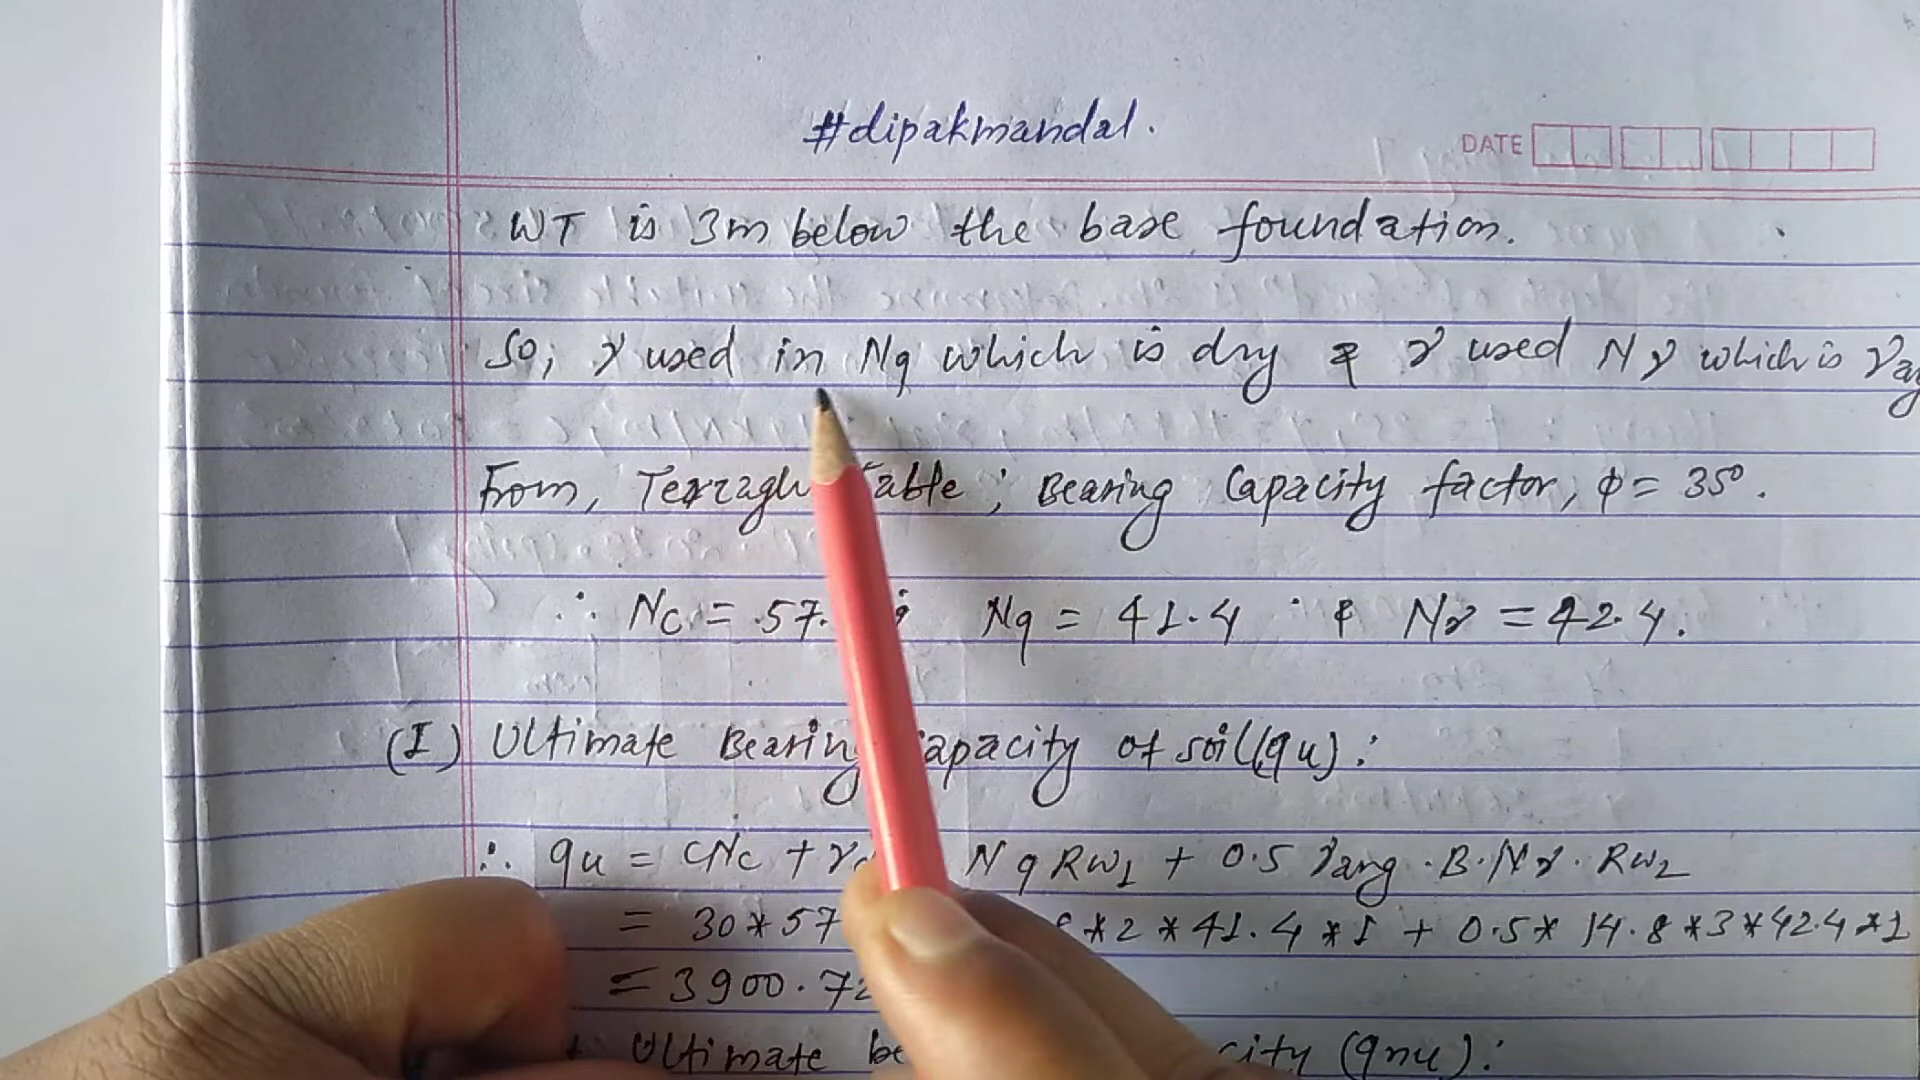 #dipakmandal.
DATE
WT is 3m below the base foundation.
So, γ used in Nq which is dry & γ used Nγ which is γavg
From, Terzaghi Table; Bearing Capacity factor, φ = 35°.
∴ Nc = 57. ; Nq = 41.4 & Nγ = 42.4.
(I) Ultimate Bearing Capacity of soil(qu):
∴ qu = CNc + γ Nq Rw1 + 0.5 γavg . B. Nγ. Rw2
= 30*57 *2*41.4*1 + 0.5* 14.8*3*42.4*1
= 3900.72
Ultimate (qnu):